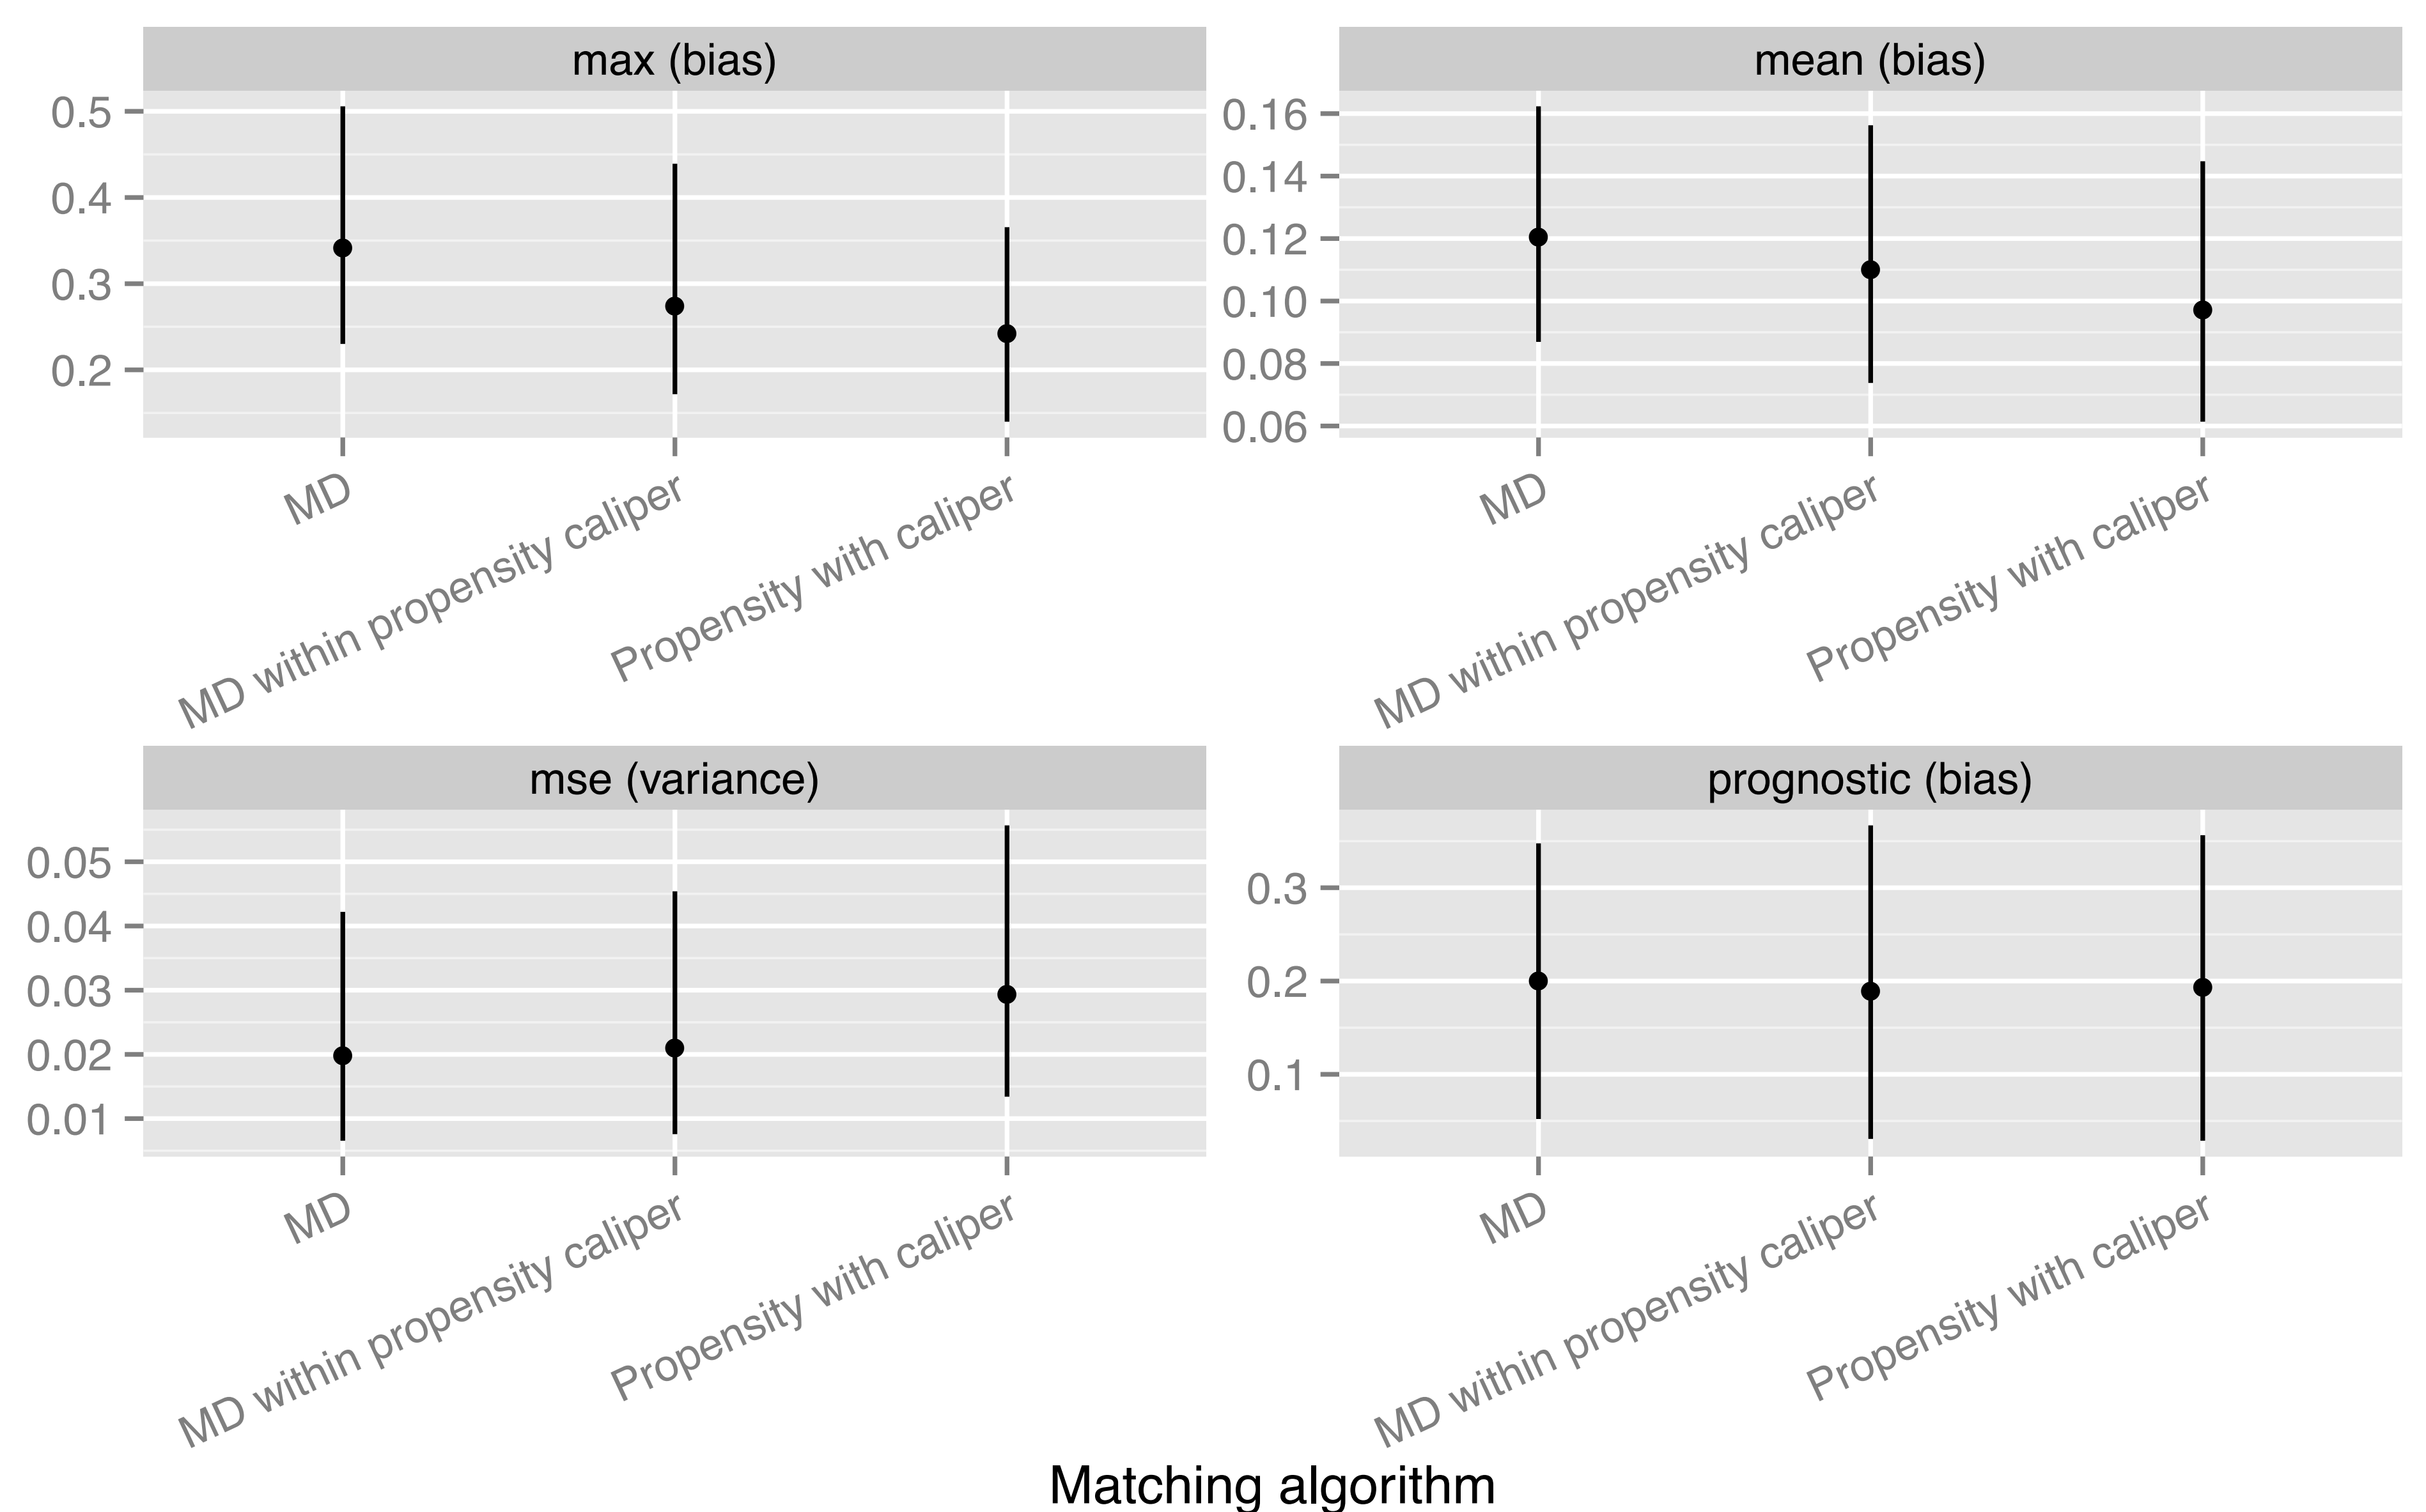 max (bias)
0.5
0.4
0.3
0.2
MD
MD within propensity caliper
Propensity with caliper
mean (bias)
0.16
0.14
0.12
0.10
0.08
0.06
MD
MD within propensity caliper
Propensity with caliper
mse (variance)
0.05
0.04
0.03
0.02
0.01
MD
MD within propensity caliper
Propensity with caliper
prognostic (bias)
0.3
0.2
0.1
MD
MD within propensity caliper
Propensity with caliper
Matching algorithm